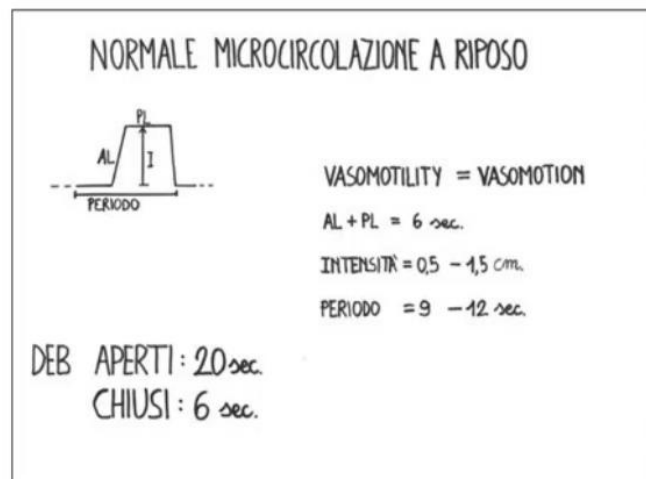 NORMALE MICROCIRCOLAZIONE A RIPOSO
PL
AL
I
PERIODO
VASOMOTILITY = VASOMOTION
AL + PL = 6 sec.
INTENSITÀ = 0,5 - 1,5 cm.
PERIODO = 9 - 12 sec.
DEB APERTI : 20 sec.
CHIUSI : 6 sec.